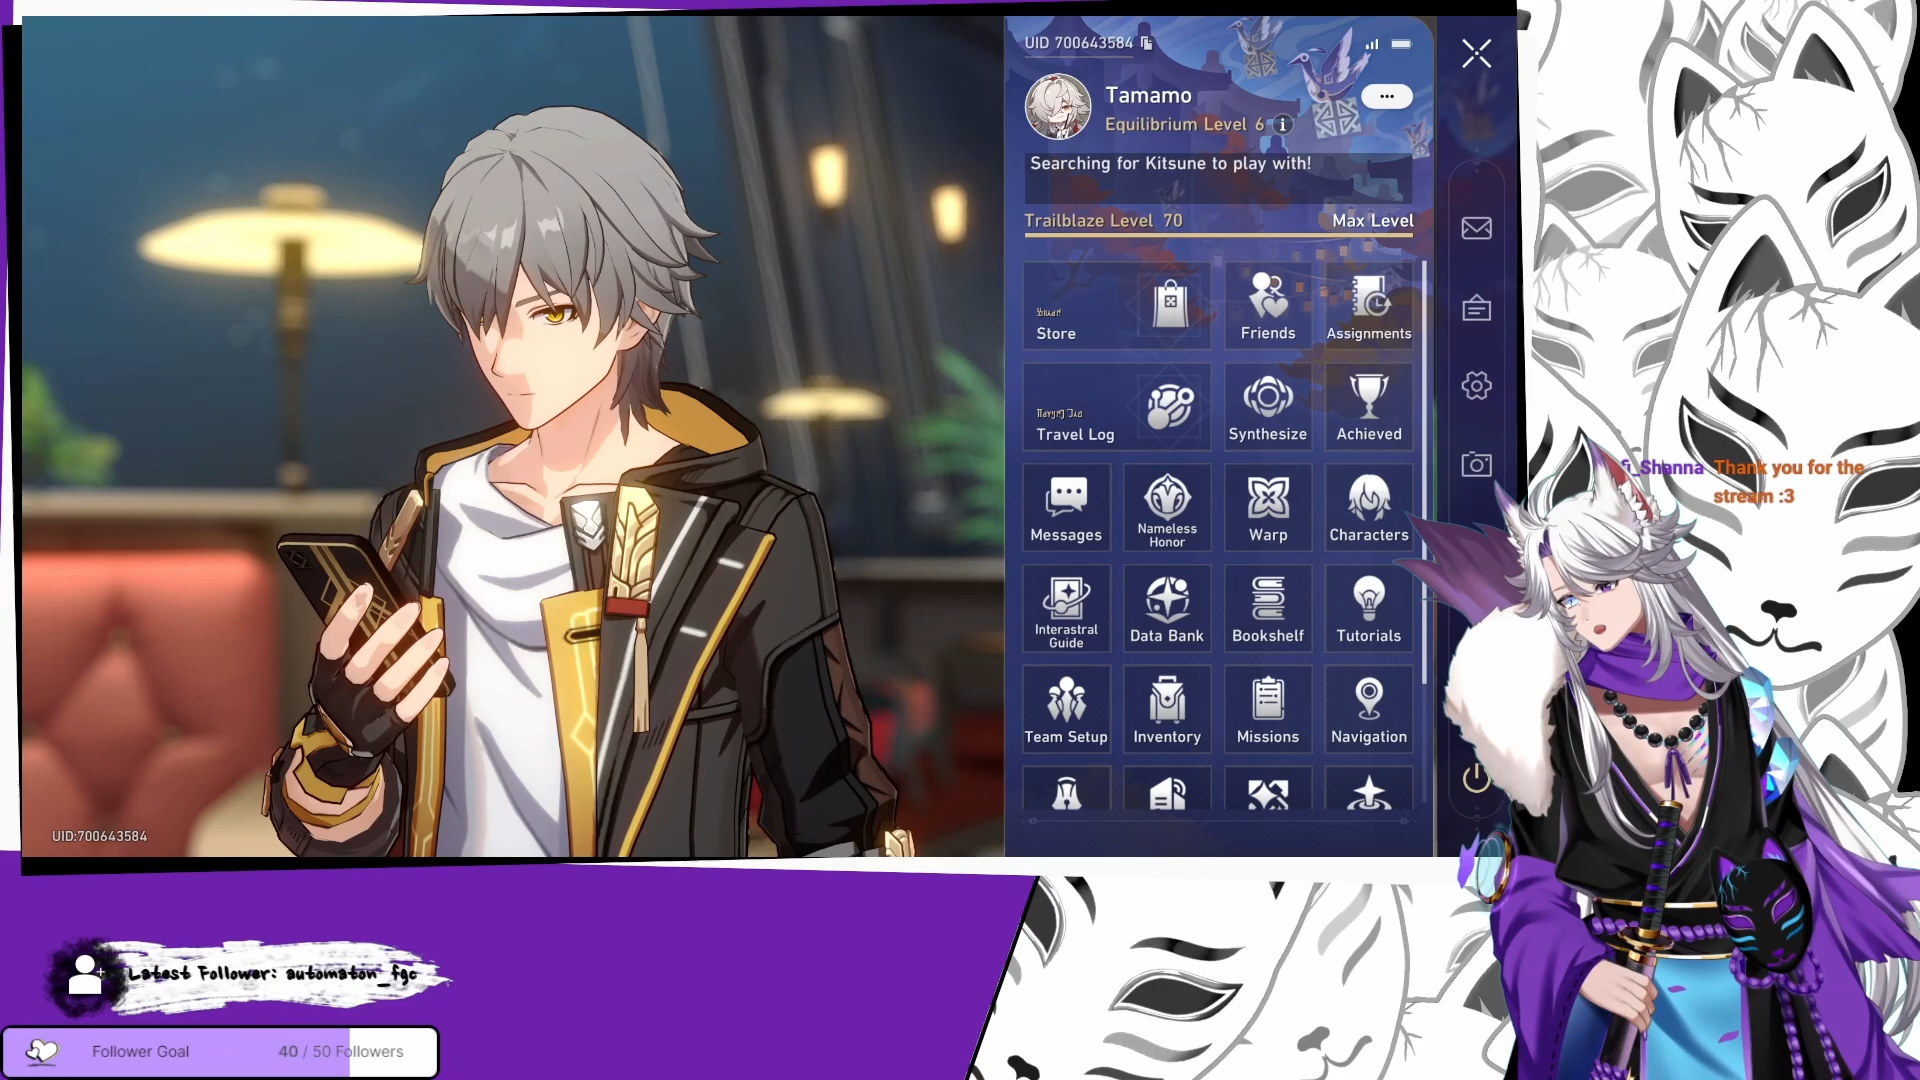 UID 700643584
Tamamo
Equilibrium Level 6
Searching for Kitsune to play with!
Trailblaze Level 70
Max Level
Store
Friends
Assignments
Travel Log
Synthesize
Achieved
Messages
Nameless
Honor
Warp
Characters
Interastral
Guide
Data Bank
Bookshelf
Tutorials
Team Setup
Inventory
Missions
Navigation
UID:700643584
_Shanna Thank you for the
stream :3
Latest Follower: automaton_fgc
Follower Goal
40 / 50 Followers